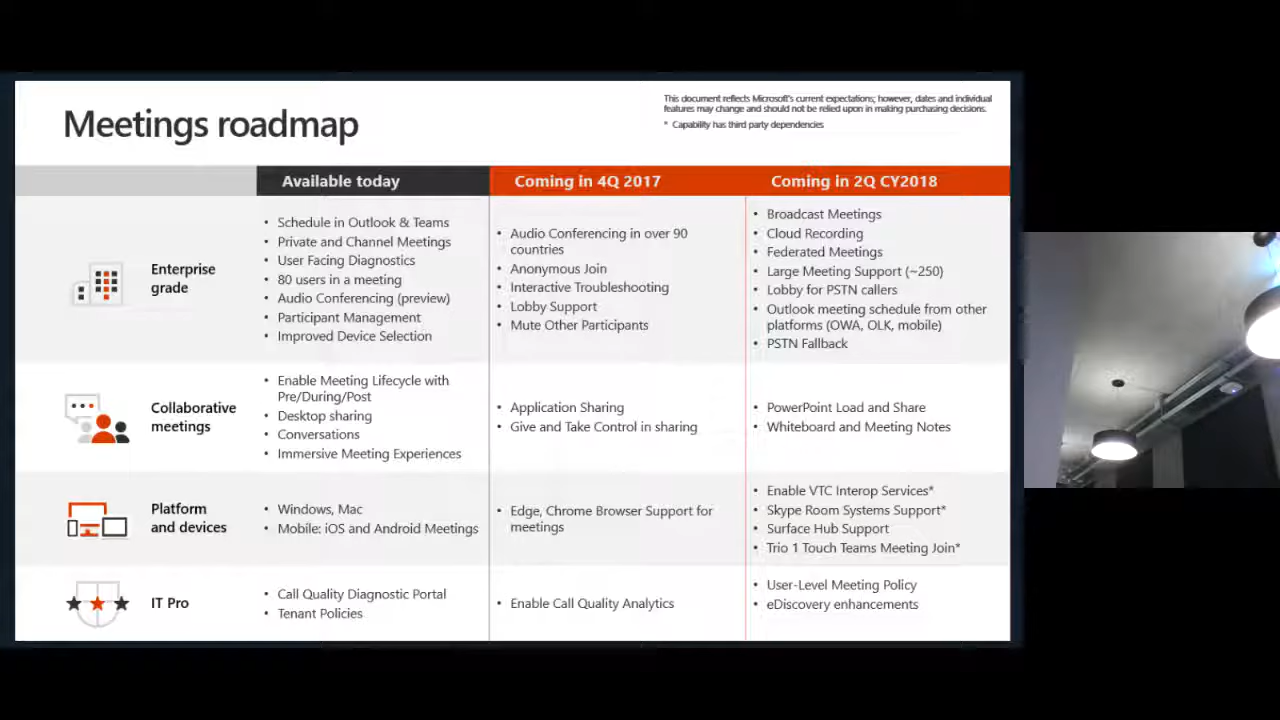 Meetings roadmap
This document reflects Microsoft's current expectations; however, dates and individual
features may change and should not be relied upon in making purchasing decisions.
* Capability has third party dependencies
Available today
Coming in 4Q 2017
Coming in 2Q CY2018
Enterprise
grade
• Schedule in Outlook & Teams
• Private and Channel Meetings
• User Facing Diagnostics
• 80 users in a meeting
• Audio Conferencing (preview)
• Participant Management
• Improved Device Selection
• Audio Conferencing in over 90
countries
• Anonymous Join
• Interactive Troubleshooting
• Lobby Support
• Mute Other Participants
• Broadcast Meetings
• Cloud Recording
• Federated Meetings
• Large Meeting Support (~250)
• Lobby for PSTN callers
• Outlook meeting schedule from other
platforms (OWA, OLK, mobile)
• PSTN Fallback
Collaborative
meetings
• Enable Meeting Lifecycle with
Pre/During/Post
• Desktop sharing
• Conversations
• Immersive Meeting Experiences
• Application Sharing
• Give and Take Control in sharing
• PowerPoint Load and Share
• Whiteboard and Meeting Notes
Platform
and devices
• Windows, Mac
• Mobile: iOS and Android Meetings
• Edge, Chrome Browser Support for
meetings
• Enable VTC Interop Services*
• Skype Room Systems Support*
• Surface Hub Support
• Trio 1 Touch Teams Meeting Join*
IT Pro
• Call Quality Diagnostic Portal
• Tenant Policies
• Enable Call Quality Analytics
• User-Level Meeting Policy
• eDiscovery enhancements